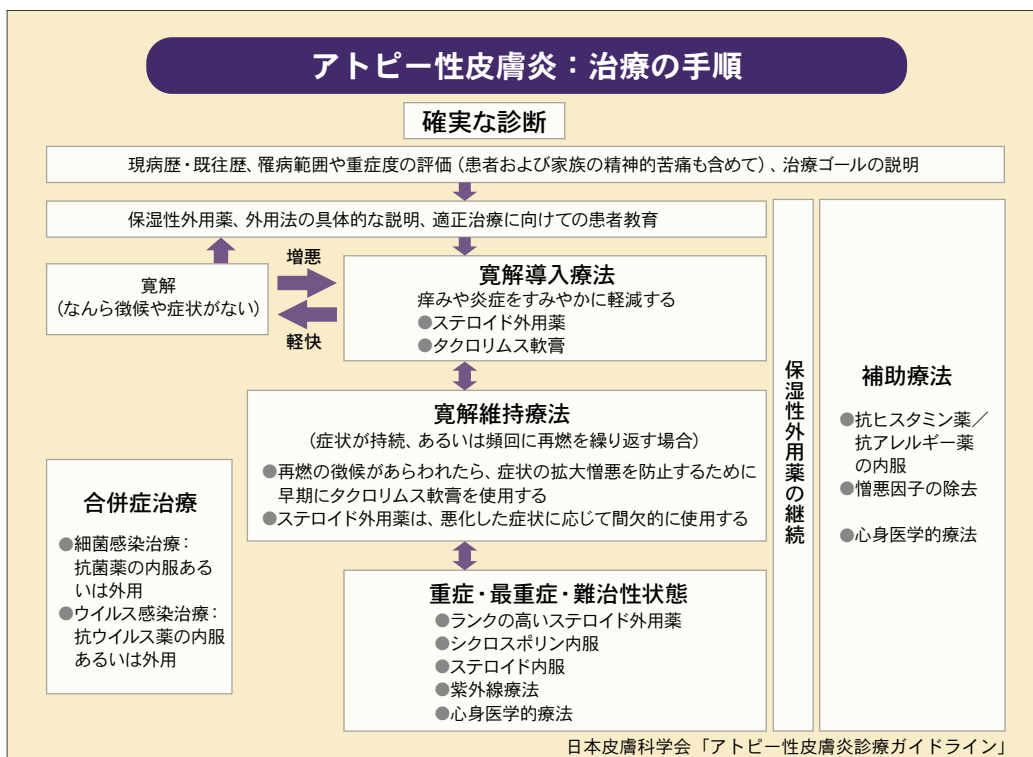 アトピー性皮膚炎：治療の手順
確実な診断
現病歴・既往歴、罹病範囲や重症度の評価（患者および家族の精神的苦痛も含めて）、治療ゴールの説明
保湿性外用薬、外用法の具体的な説明、適正治療に向けての患者教育
寛解
（なんら徴候や症状がない）
増悪
軽快
寛解導入療法
痒みや炎症をすみやかに軽減する
●ステロイド外用薬
●タクロリムス軟膏
寛解維持療法
（症状が持続、あるいは頻回に再燃を繰り返す場合）
●再燃の徴候があらわれたら、症状の拡大憎悪を防止するために
早期にタクロリムス軟膏を使用する
●ステロイド外用薬は、悪化した症状に応じて間欠的に使用する
重症・最重症・難治性状態
●ランクの高いステロイド外用薬
●シクロスポリン内服
●ステロイド内服
●紫外線療法
●心身医学的療法
合併症治療
●細菌感染治療：
抗菌薬の内服ある
いは外用
●ウイルス感染治療：
抗ウイルス薬の内服
あるいは外用
保湿性外用薬の継続
補助療法
●抗ヒスタミン薬／
抗アレルギー薬
の内服
●憎悪因子の除去
●心身医学的療法
日本皮膚科学会「アトピー性皮膚炎診療ガイドライン」